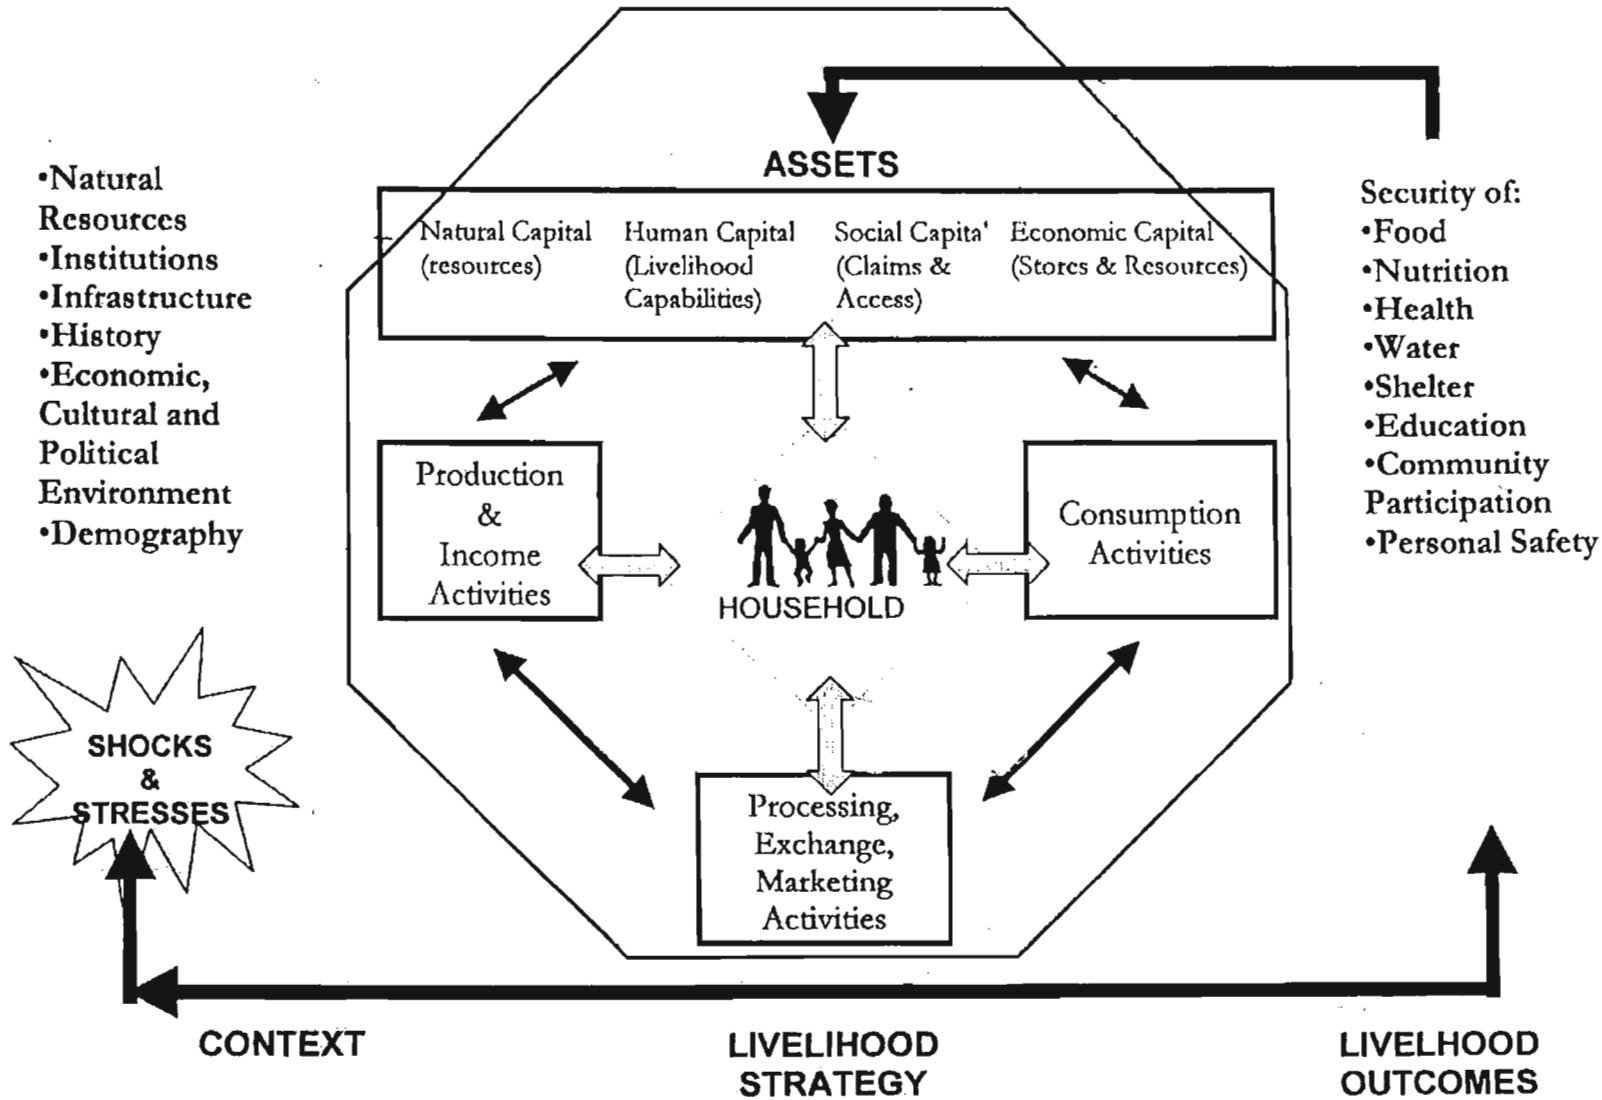 ASSETS
•Natural
Resources
•Institutions
•Infrastructure
•History
•Economic,
Cultural and
Political
Environment
•Demography
Natural Capital
(resources)
Human Capital
(Livelihood
Capabilities)
Social Capita'
(Claims &
Access)
Economic Capital
(Stores & Resources)
Security of:
•Food
•Nutrition
•Health
•Water
•Shelter
•Education
•Community
Participation
•Personal Safety
Production
&
Income
Activities
HOUSEHOLD
Consumption
Activities
SHOCKS
&
STRESSES
Processing,
Exchange,
Marketing
Activities
CONTEXT
LIVELIHOOD
STRATEGY
LIVELHOOD
OUTCOMES